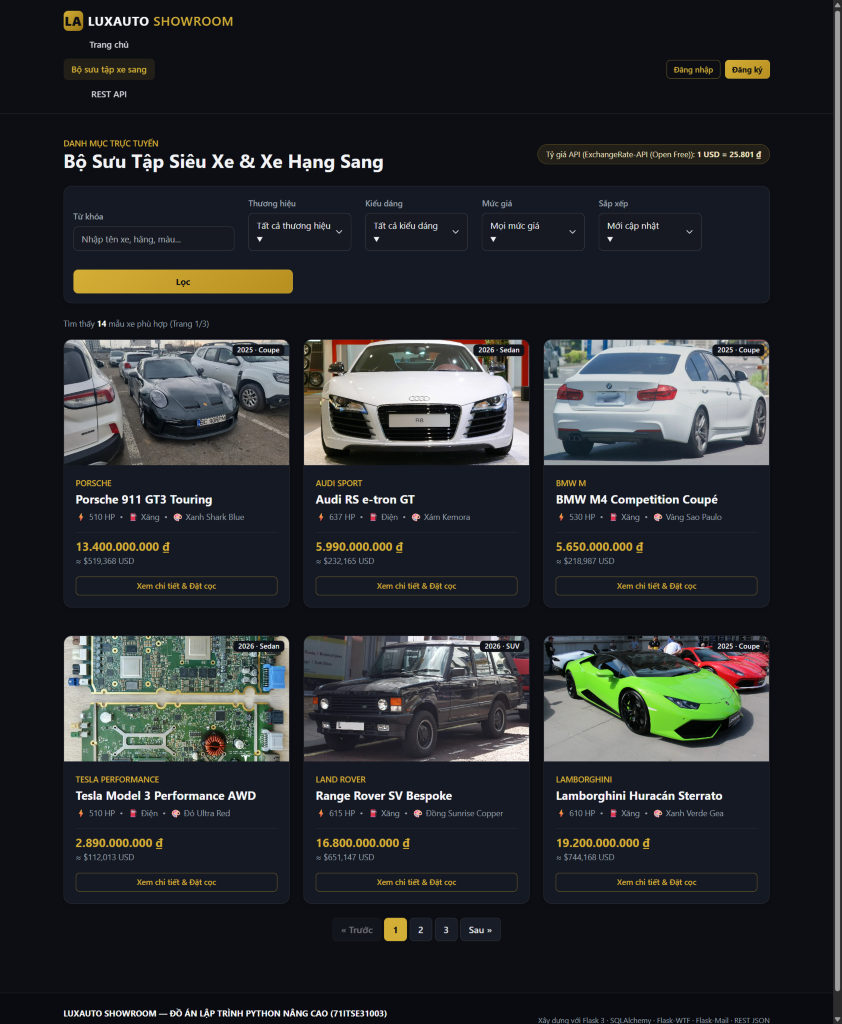 LA LUXAUTO SHOWROOM
Trang chủ
Bộ sưu tập xe sang
REST API
Đăng nhập
Đăng ký
DANH MỤC TRỰC TUYẾN
Bộ Sưu Tập Siêu Xe & Xe Hạng Sang
Tỷ giá API (ExchangeRate-API (Open Free)): 1 USD = 25.801 ₫
Từ khóa
Nhập tên xe, hãng, màu...
Thương hiệu
Tất cả thương hiệu
▼
Kiểu dáng
Tất cả kiểu dáng
▼
Mức giá
Mọi mức giá
▼
Sắp xếp
Mới cập nhật
▼
Lọc
Tìm thấy 14 mẫu xe phù hợp (Trang 1/3)
2025 · Coupe
PORSCHE
Porsche 911 GT3 Touring
510 HP • Xăng • Xanh Shark Blue
13.400.000.000 ₫
≈ $519,368 USD
Xem chi tiết & Đặt cọc
2026 · Sedan
R8
AUDI SPORT
Audi RS e-tron GT
637 HP • Điện • Xám Kemora
5.990.000.000 ₫
≈ $232,165 USD
Xem chi tiết & Đặt cọc
2025 · Coupe
BMW M
BMW M4 Competition Coupé
530 HP • Xăng • Vàng Sao Paulo
5.650.000.000 ₫
≈ $218,987 USD
Xem chi tiết & Đặt cọc
2026 · Sedan
TESLA PERFORMANCE
Tesla Model 3 Performance AWD
510 HP • Điện • Đỏ Ultra Red
2.890.000.000 ₫
≈ $112,013 USD
Xem chi tiết & Đặt cọc
2026 · SUV
LAND ROVER
Range Rover SV Bespoke
615 HP • Xăng • Đồng Sunrise Copper
16.800.000.000 ₫
≈ $651,147 USD
Xem chi tiết & Đặt cọc
2025 · Coupe
LAMBORGHINI
Lamborghini Huracán Sterrato
610 HP • Xăng • Xanh Verde Gea
19.200.000.000 ₫
≈ $744,168 USD
Xem chi tiết & Đặt cọc
« Trước
1
2
3
Sau »
LUXAUTO SHOWROOM — ĐỒ ÁN LẬP TRÌNH PYTHON NÂNG CAO (71ITSE31003)
Xây dựng với Flask 3 · SQLAlchemy · Flask-WTF · Flask-Mail · REST JSON